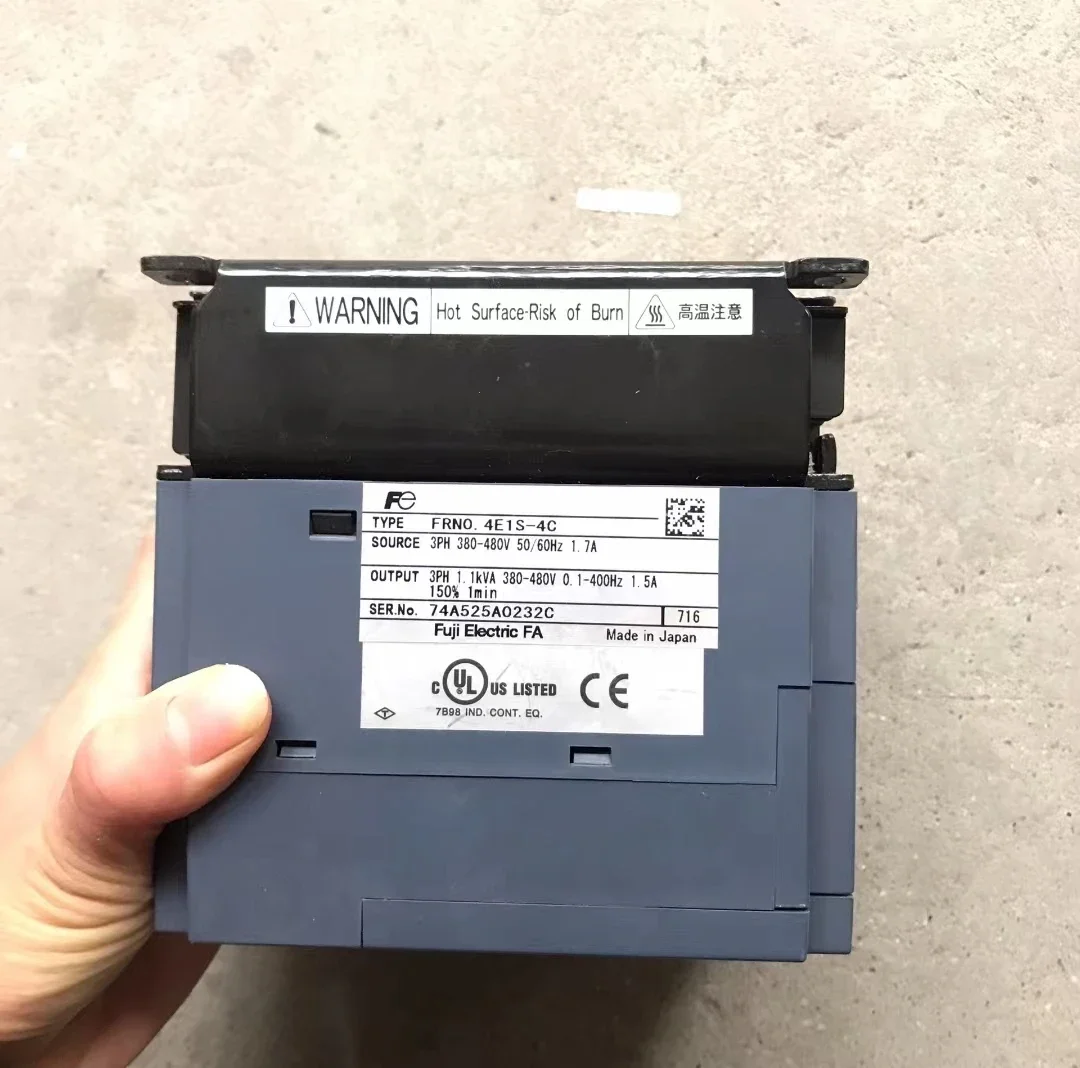 WARNING Hot Surface-Risk of Burn 高温注意
Fe
TYPE FRN0.4E1S-4C
SOURCE 3PH 380-480V 50/60Hz 1.7A
OUTPUT 3PH 1.1kVA 380-480V 0.1-400Hz 1.5A
150% 1min
SER.No. 74A525A0232C 716
Fuji Electric FA Made in Japan
C UL US LISTED CE
7B98 IND. CONT. EQ.